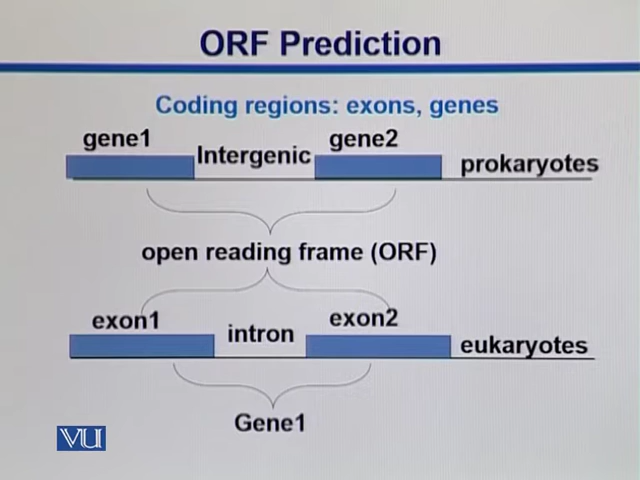 ORF Prediction
Coding regions: exons, genes
gene1 Intergenic gene2 prokaryotes
open reading frame (ORF)
exon1 intron exon2 eukaryotes
Gene1
VU